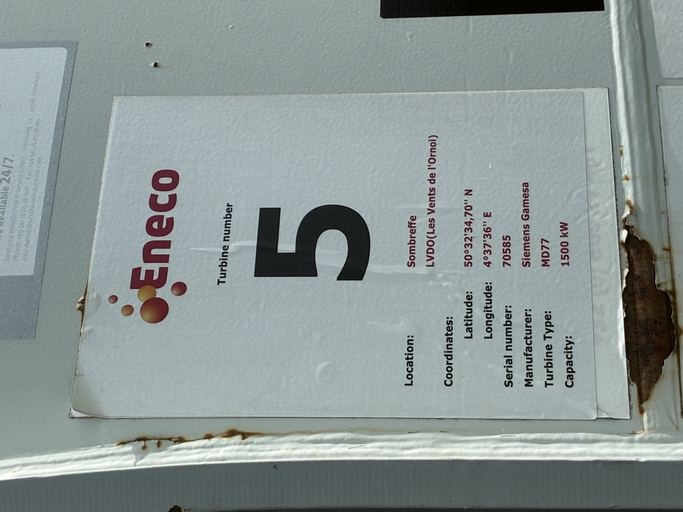 Eneco
Turbine number
5
Location: Sombreffe
LVDO(Les Vents de l'Ornoi)
Coordinates:
Latitude: 50°32'34,70" N
Longitude: 4°37'36" E
Serial number: 70585
Manufacturer: Siemens Gamesa
Turbine Type: MD77
Capacity: 1500 kW
available 24/7.